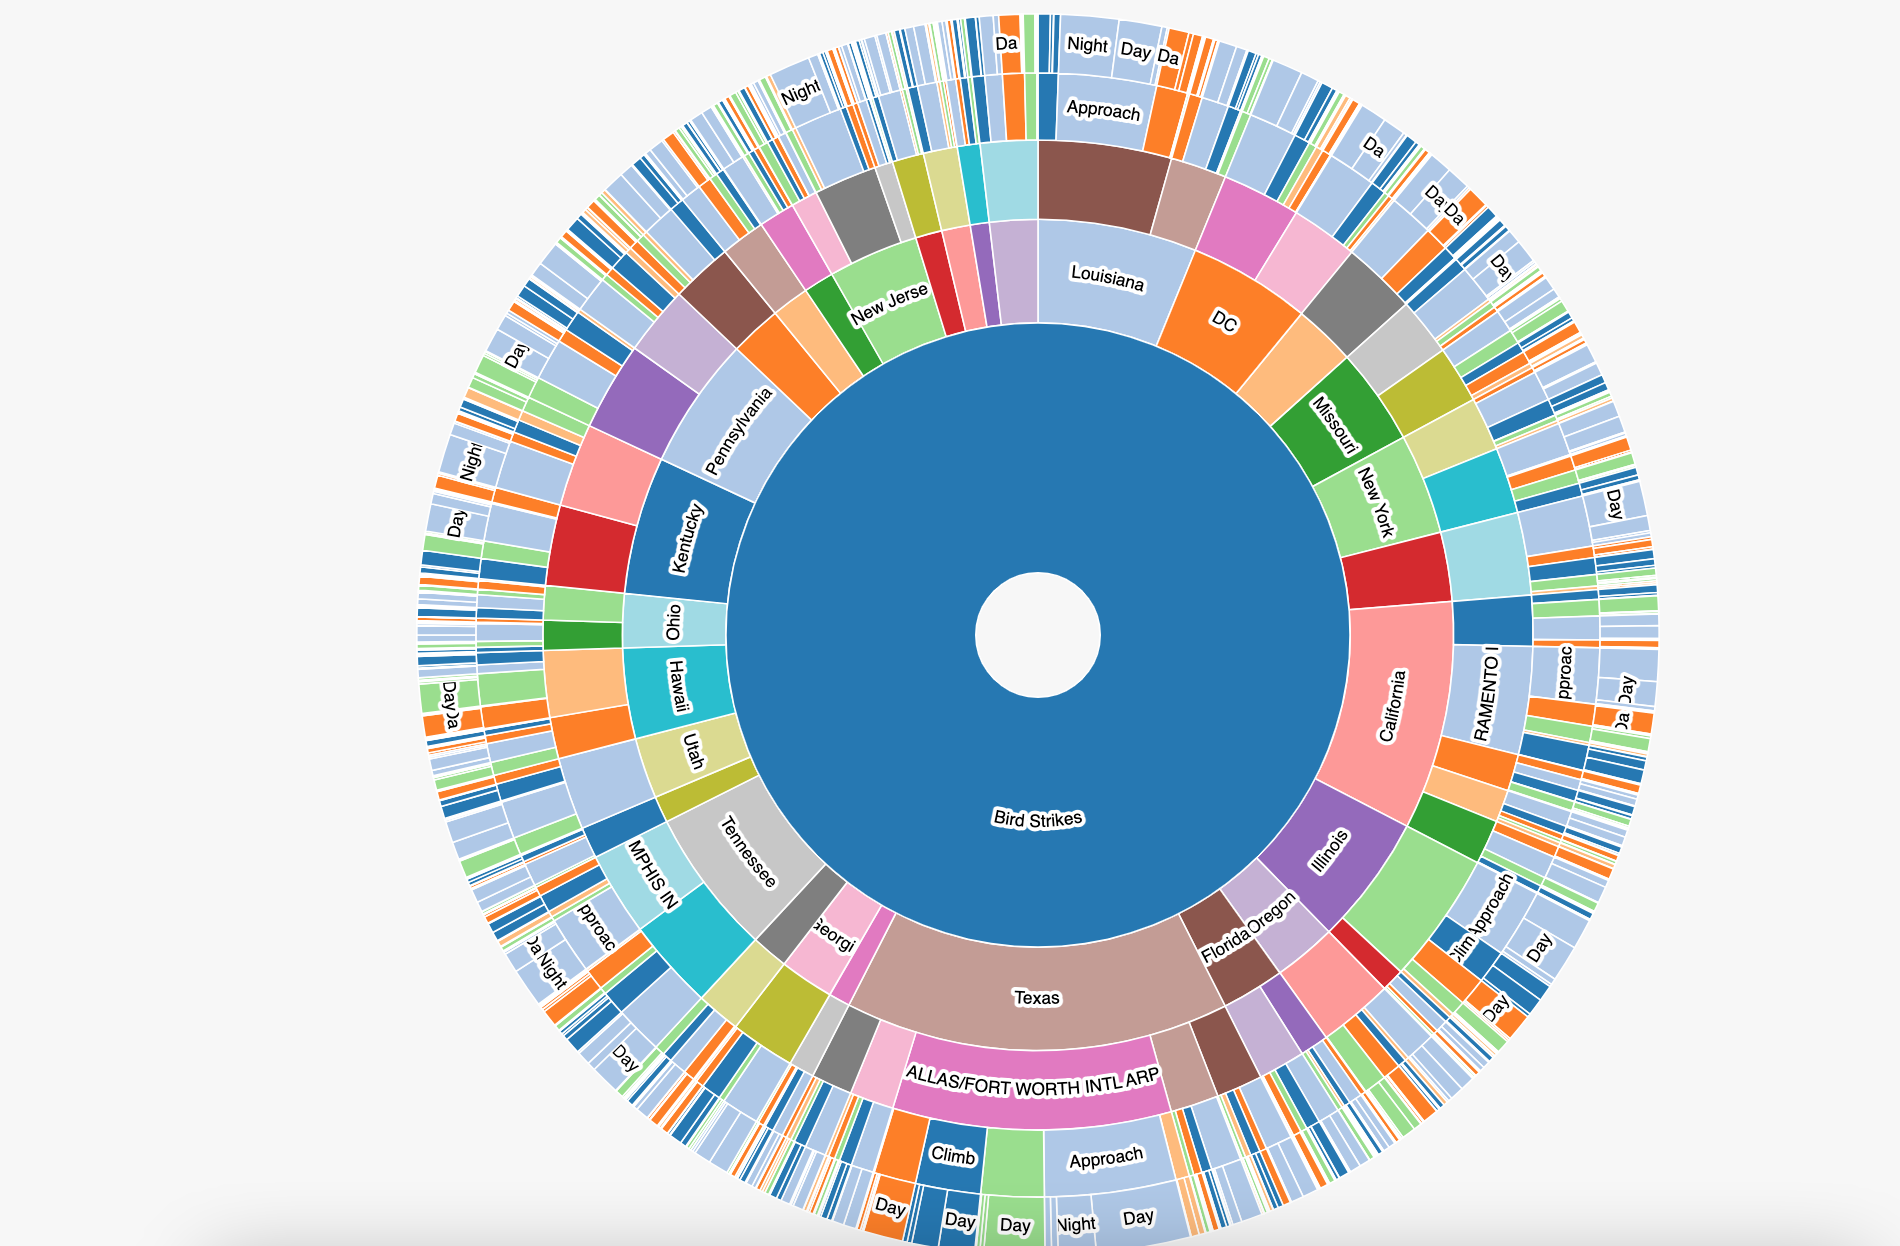 Da
Night
Day
Da
Night
Approach
Da
Da
Da
Day
Louisiana
DC
New Jerse
Missouri
New York
Day
Pennsylvania
Day
Night
Day
Kentucky
Ohio
Hawaii
Utah
Day
Da
California
RAMENTO I
pproac
Day
Da
Bird Strikes
Tennessee
MPHIS IN
pproac
Da
Night
Day
Illinois
Approach
Clim
Day
Day
Georgi
Florida
Oregon
Texas
ALLAS/FORT WORTH INTL ARP
Climb
Approach
Day
Day
Day
Night
Day